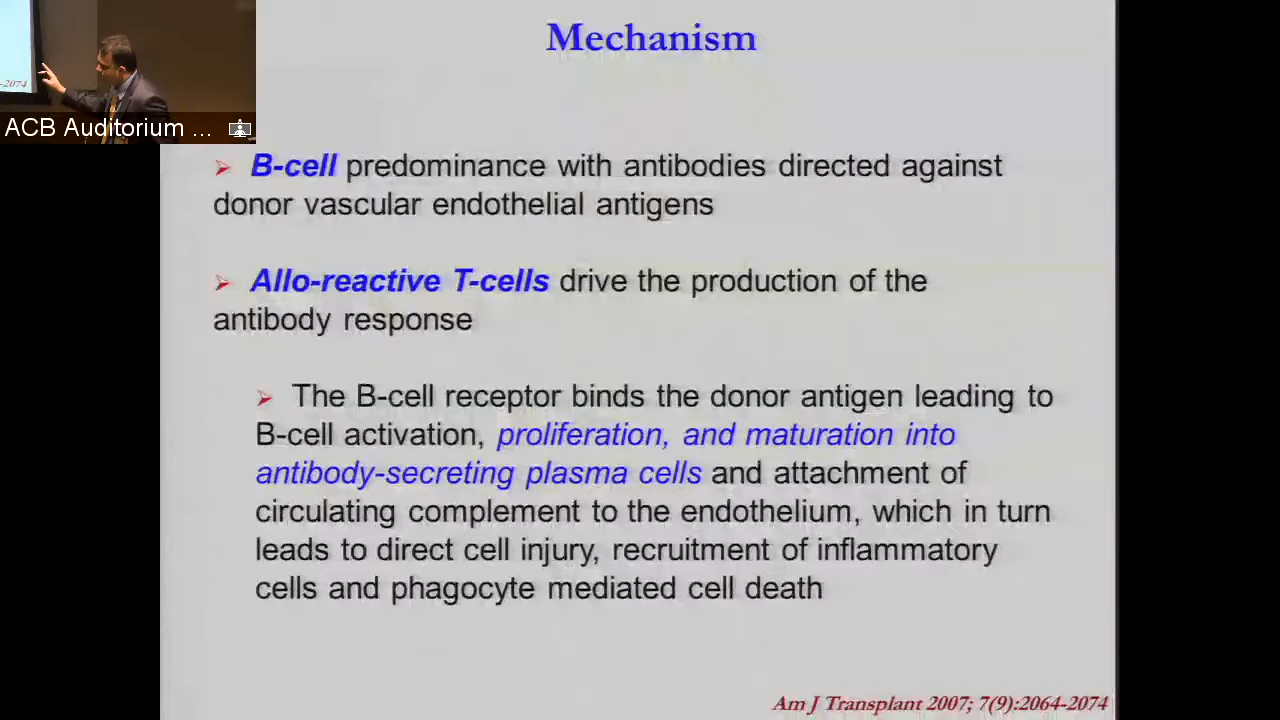 Mechanism
-2074
ACB Auditorium ...
➢ B-cell predominance with antibodies directed against
donor vascular endothelial antigens
➢ Allo-reactive T-cells drive the production of the
antibody response
➢ The B-cell receptor binds the donor antigen leading to
B-cell activation, proliferation, and maturation into
antibody-secreting plasma cells and attachment of
circulating complement to the endothelium, which in turn
leads to direct cell injury, recruitment of inflammatory
cells and phagocyte mediated cell death
Am J Transplant 2007; 7(9):2064-2074